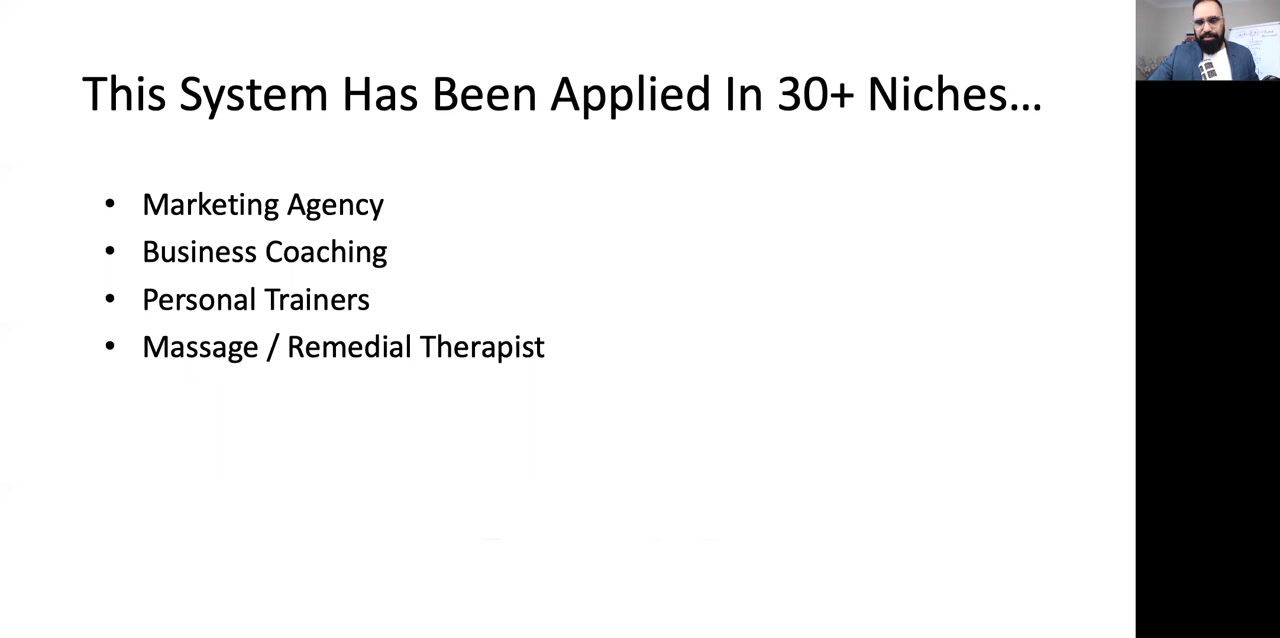 This System Has Been Applied In 30+ Niches...
• Marketing Agency
• Business Coaching
• Personal Trainers
• Massage / Remedial Therapist